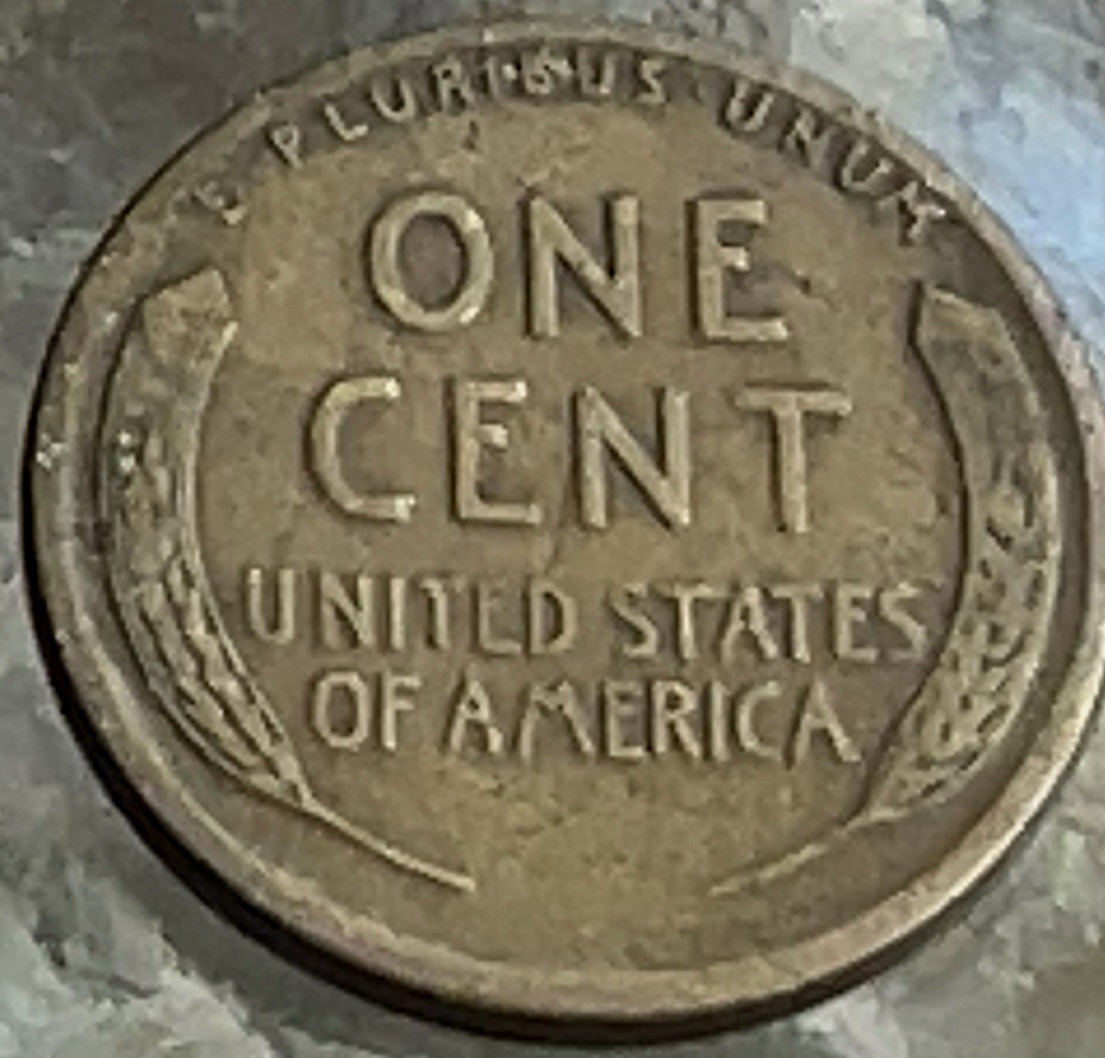 E PLURIBUS · UNUM
ONE
CENT
UNITED STATES
OF AMERICA